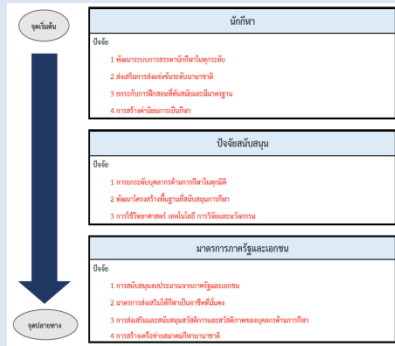 จุดเริ่มต้น
นักกีฬา
ปัจจัย
1 พัฒนาระบบการสรรหานักกีฬาในทุกระดับ
2 ส่งเสริมการส่งแข่งขันระดับนานาชาติ
3 ยกระดับการฝึกสอนที่ทันสมัยและมีมาตรฐาน
4 การสร้างค่านิยมการเป็นกีฬา
ปัจจัยสนับสนุน
ปัจจัย
1 การยกระดับบุคลากรด้านการกีฬาในทุกมิติ
2 พัฒนาโครงสร้างพื้นฐานที่สนับสนุนการกีฬา
3 การใช้วิทยาศาสตร์ เทคโนโลยี การวิจัยและนวัตกรรม
มาตรการภาครัฐและเอกชน
ปัจจัย
1 การสนับสนุนงบประมาณจากภาครัฐและเอกชน
2 มาตรการส่งเสริมให้กีฬาเป็นอาชีพที่มั่นคง
3 การส่งเสริมและสนับสนุนสวัสดิการและสวัสดิภาพของบุคลากรด้านการกีฬา
4 การสร้างเครือข่ายสมาคมกีฬานานาชาติ
จุดปลายทาง